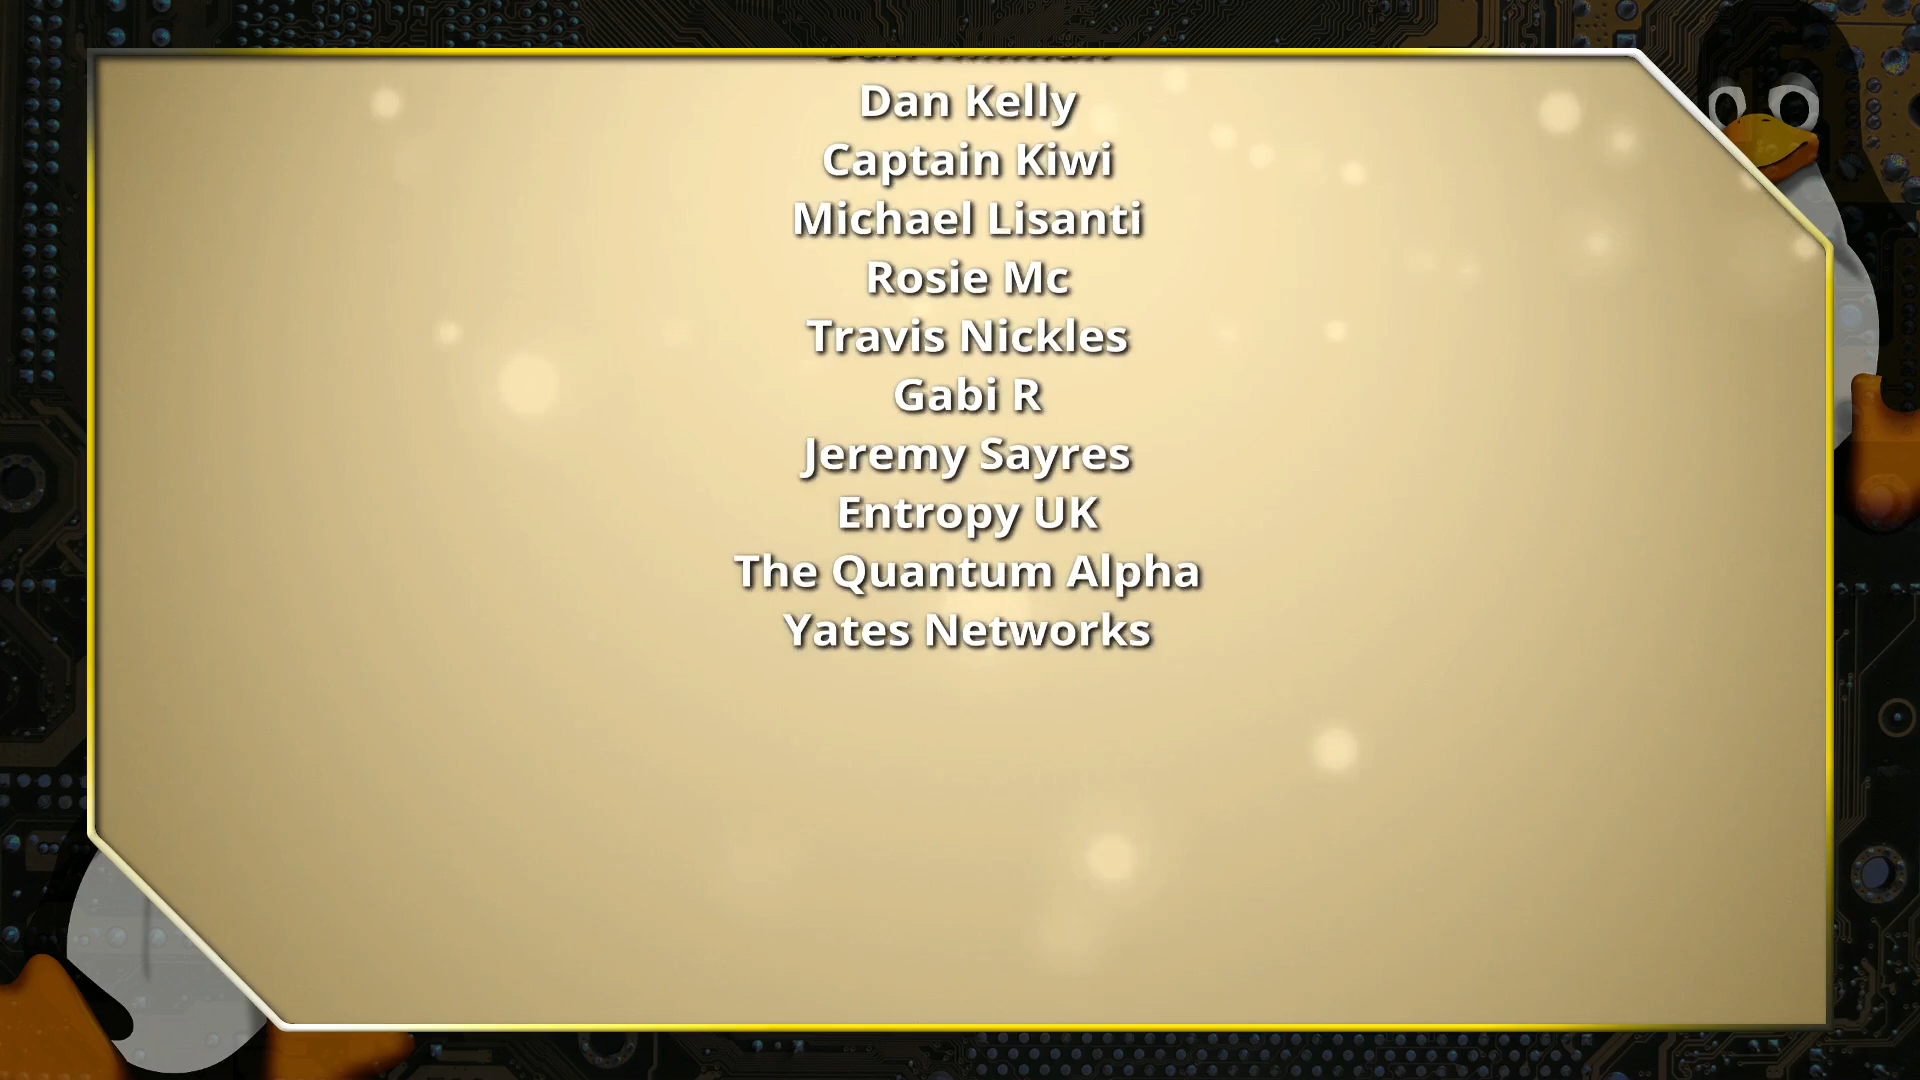 Dan Kelly
Captain Kiwi
Michael Lisanti
Rosie Mc
Travis Nickles
Gabi R
Jeremy Sayres
Entropy UK
The Quantum Alpha
Yates Networks